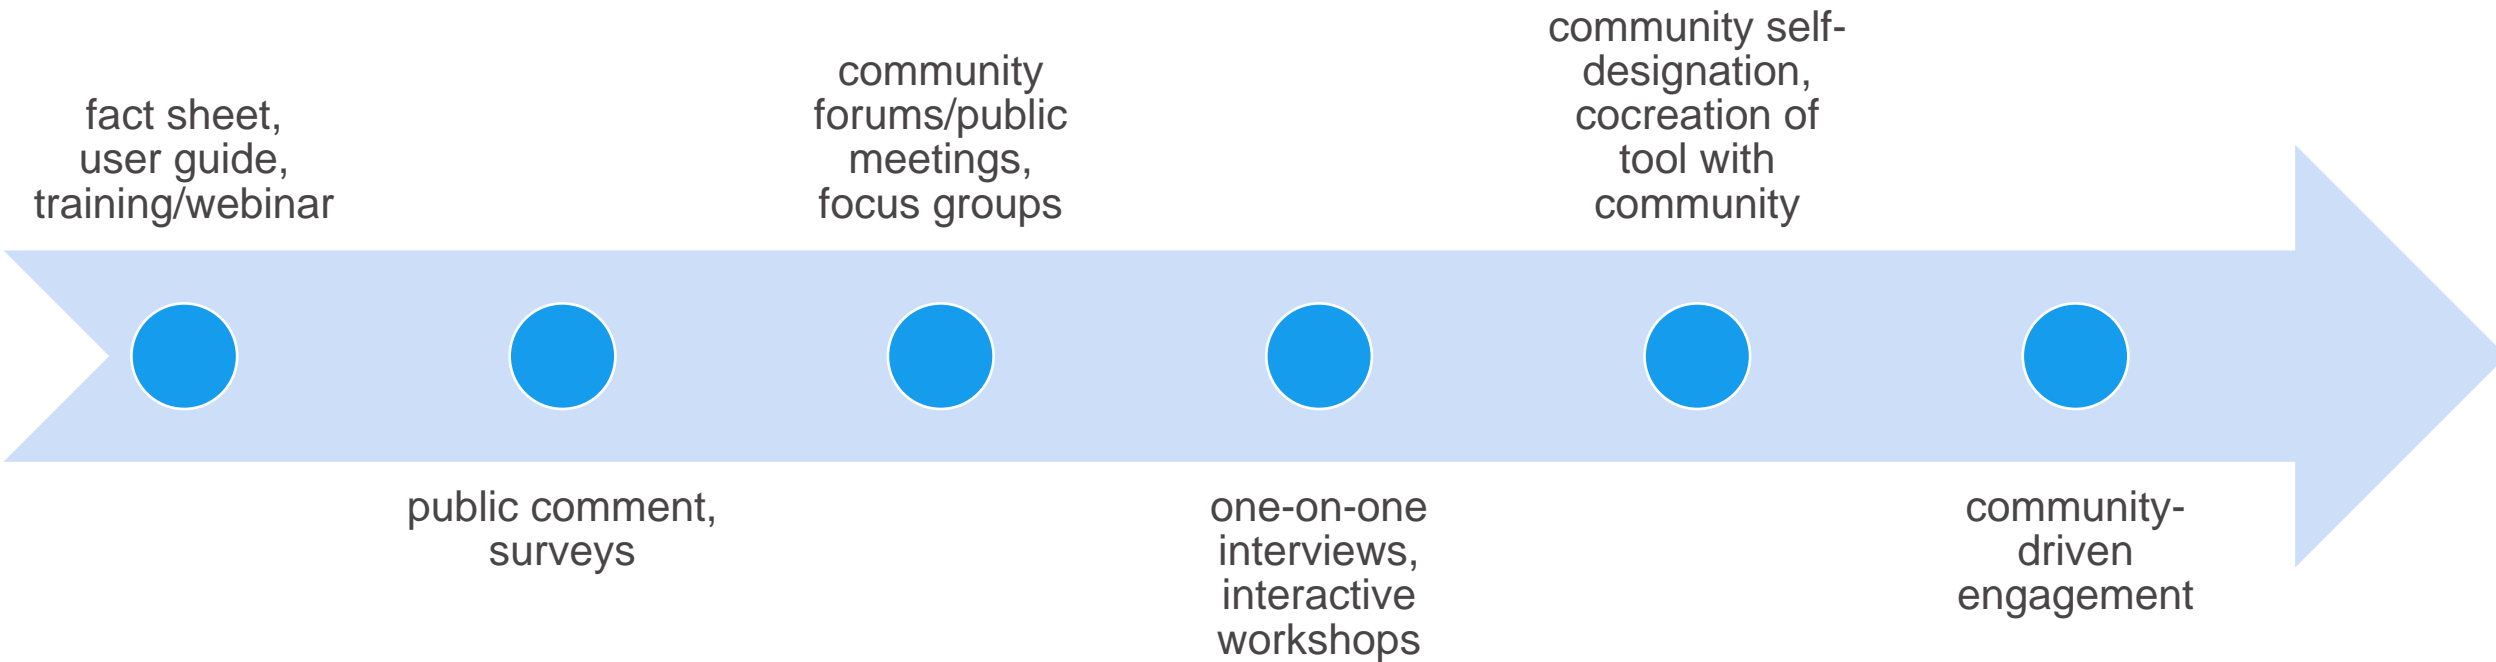 fact sheet,
user guide,
training/webinar
public comment,
surveys
community
forums/public
meetings,
focus groups
one-on-one
interviews,
interactive
workshops
community self-
designation,
cocreation of
tool with
community
community-
driven
engagement